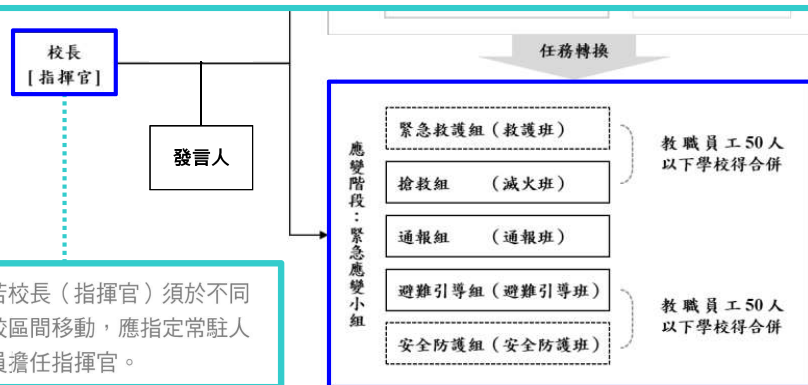 校長
[指揮官]
發言人
任務轉換
應變階段：緊急應變小組
緊急救護組（救護班）
搶救組　　（滅火班）
通報組　　（通報班）
避難引導組（避難引導班）
安全防護組（安全防護班）
教職員工50人
以下學校得合併
教職員工50人
以下學校得合併
若校長（指揮官）須於不同
校區間移動，應指定常駐人
員擔任指揮官。